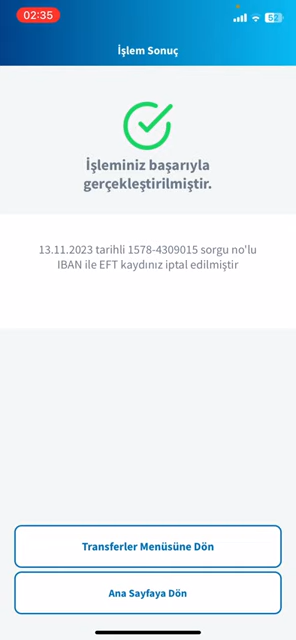 02:35
52
İşlem Sonuç
İşleminiz başarıyla
gerçekleştirilmiştir.
13.11.2023 tarihli 1578-4309015 sorgu no'lu
IBAN ile EFT kaydınız iptal edilmiştir
Transferler Menüsüne Dön
Ana Sayfaya Dön